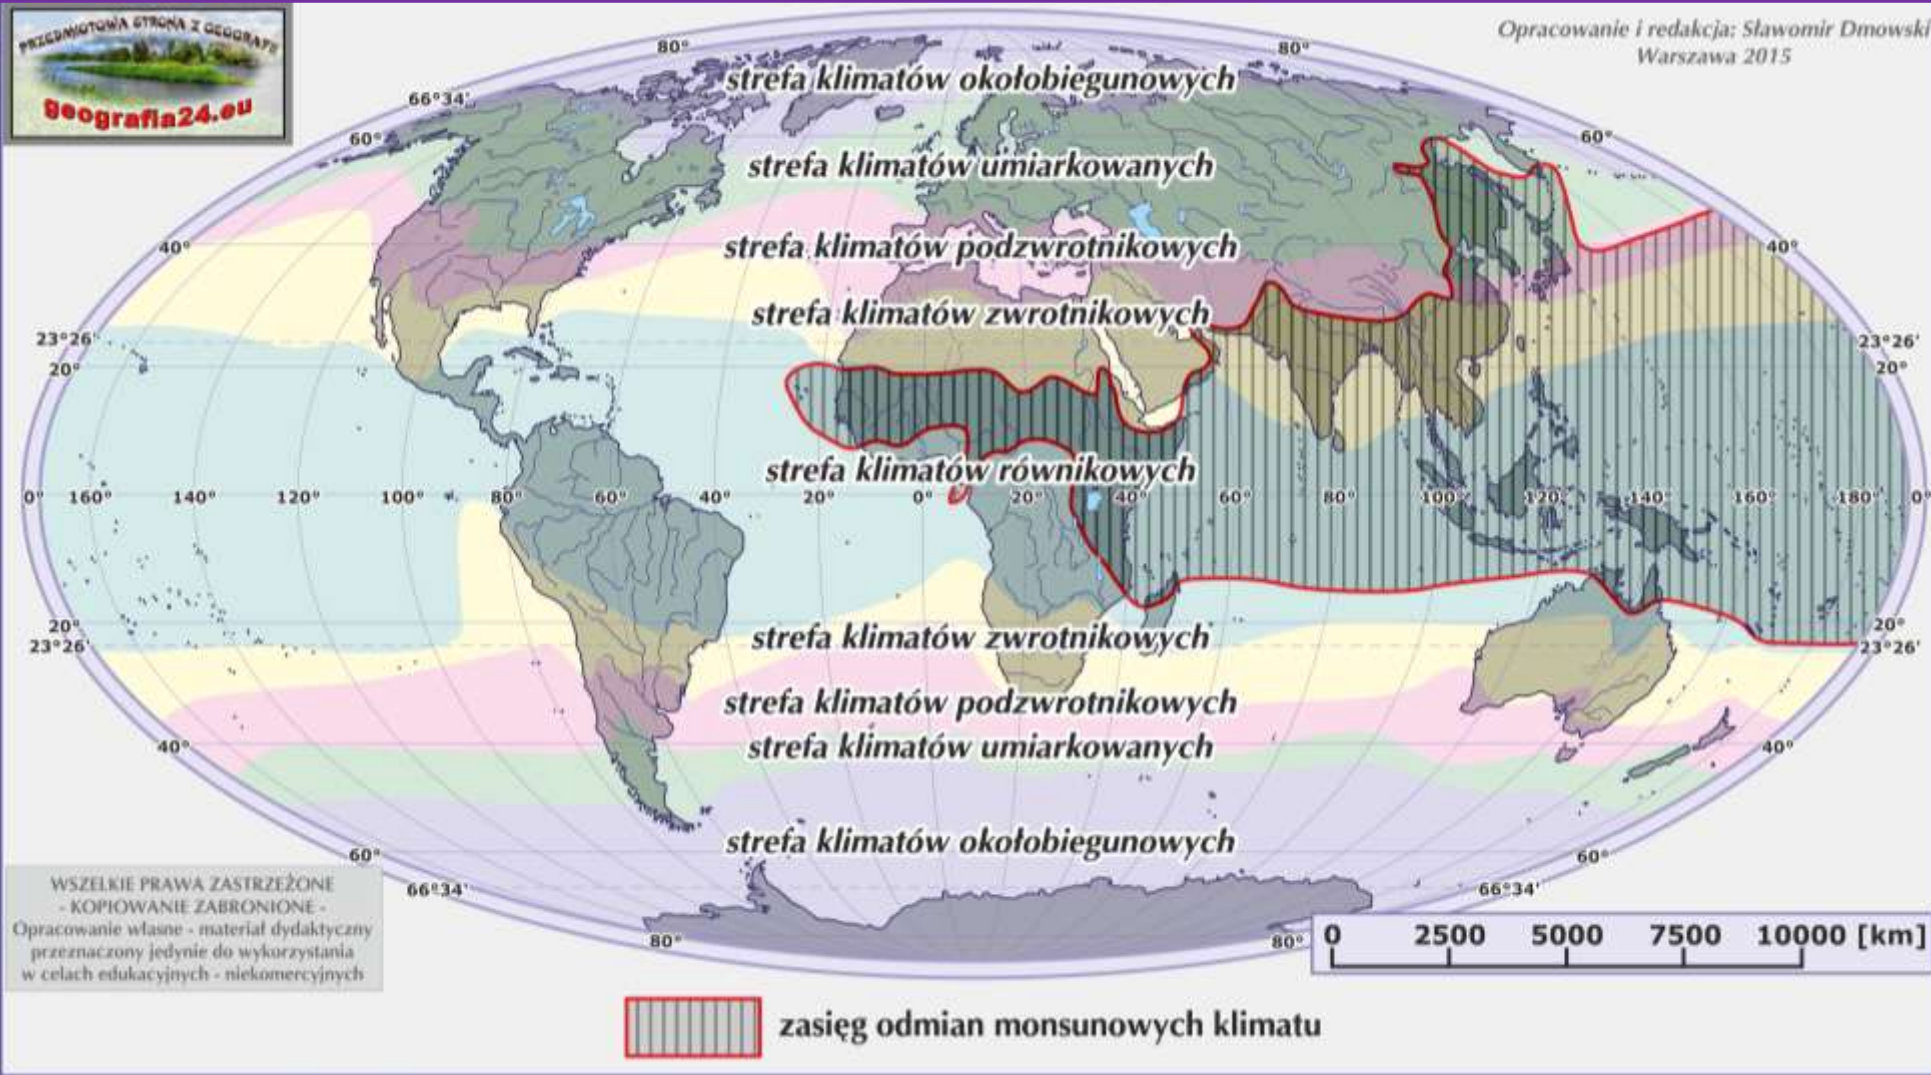 PRZEDMIOTOWA STRONA Z GEOGRAFII
geografia24.eu
Opracowanie i redakcja: Sławomir Dmowski
Warszawa 2015
80° 80°
strefa klimatów okołobiegunowych
66°34'
60° 60°
strefa klimatów umiarkowanych
40° 40°
strefa klimatów podzwrotnikowych
strefa klimatów zwrotnikowych
23°26' 23°26'
20° 20°
strefa klimatów równikowych
0° 160° 140° 120° 100° 80° 60° 40° 20° 0° 20° 40° 60° 80° 100° 120° 140° 160° 180° 0°
20° 20°
strefa klimatów zwrotnikowych
23°26' 23°26'
strefa klimatów podzwrotnikowych
40° 40°
strefa klimatów umiarkowanych
strefa klimatów okołobiegunowych
60° 60°
66°34' 66°34'
80° 80°
WSZELKIE PRAWA ZASTRZEŻONE
- KOPIOWANIE ZABRONIONE -
Opracowanie własne - materiał dydaktyczny
przeznaczony jedynie do wykorzystania
w celach edukacyjnych - niekomercyjnych
0 2500 5000 7500 10000 [km]
zasięg odmian monsunowych klimatu